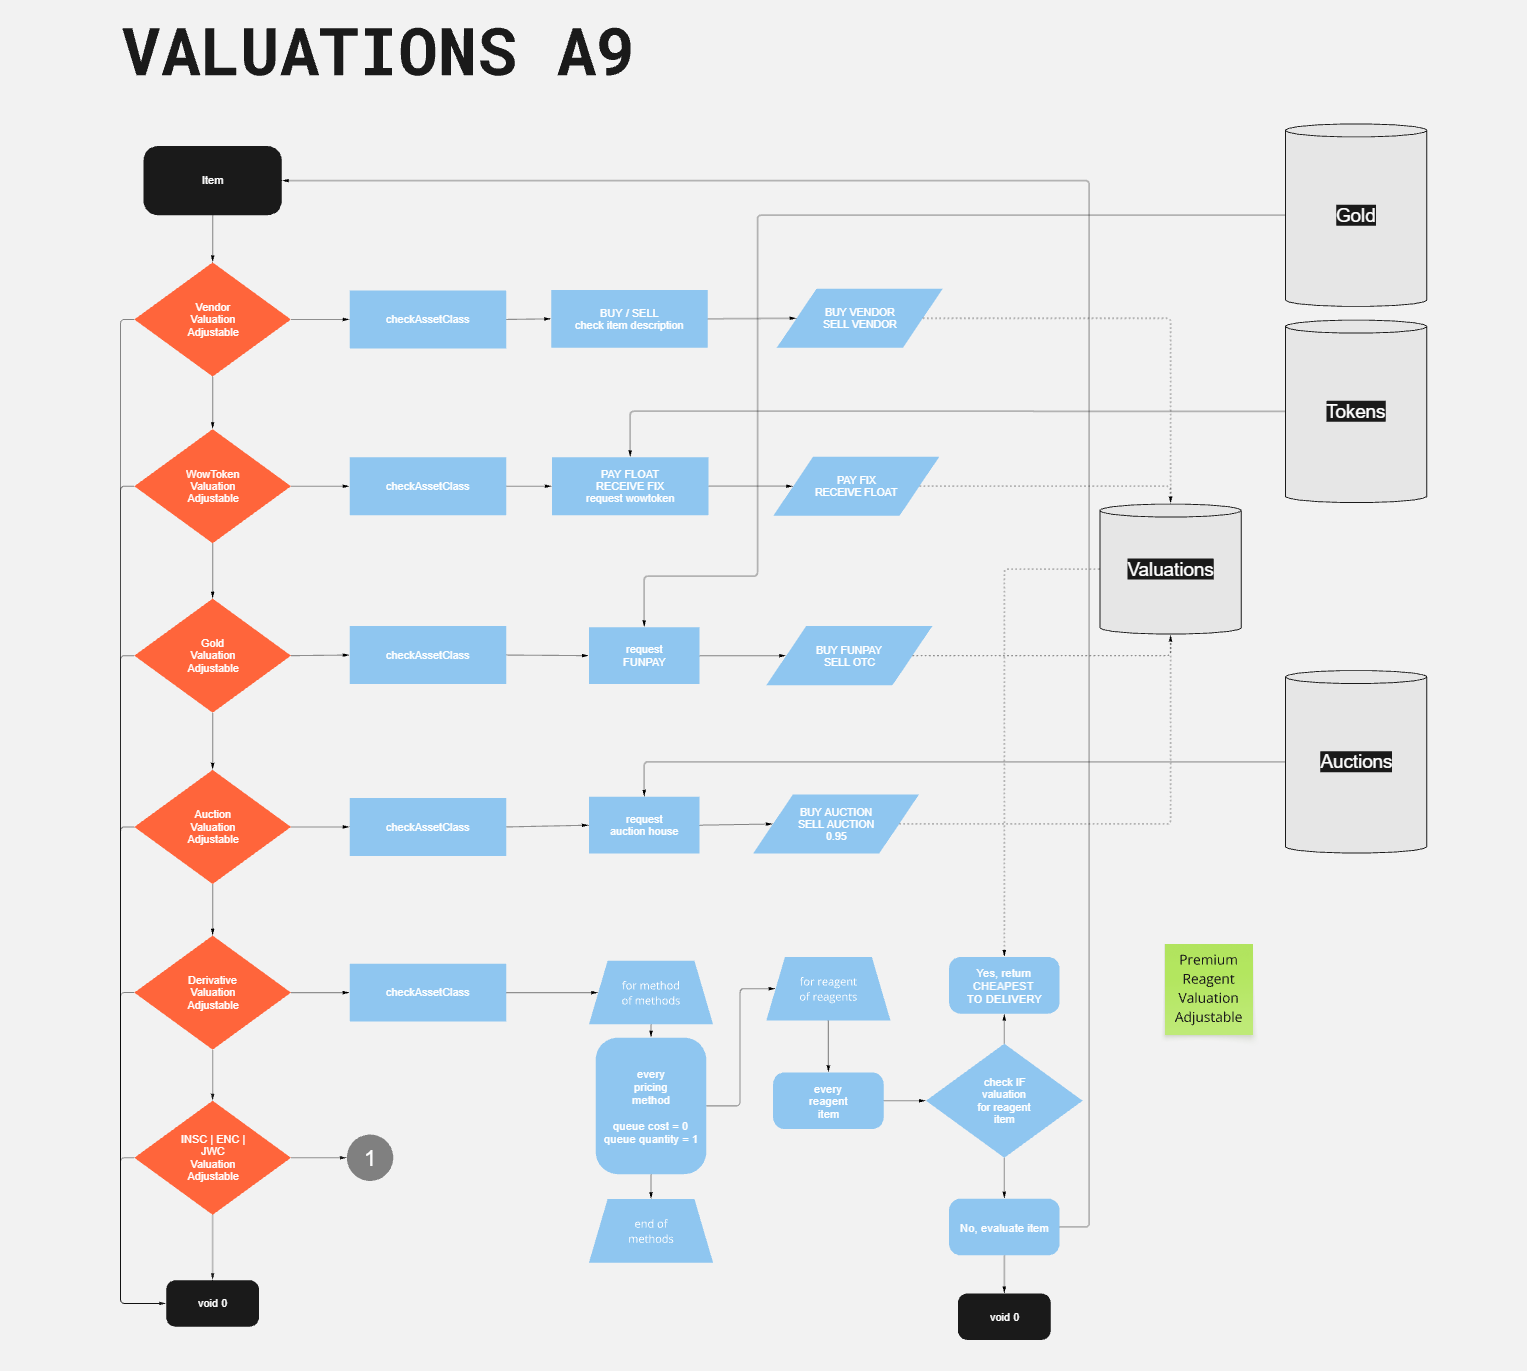 VALUATIONS A9
Item
Gold
Vendor
Valuation
Adjustable
checkAssetClass
BUY / SELL
check item description
BUY VENDOR
SELL VENDOR
Tokens
WowToken
Valuation
Adjustable
checkAssetClass
PAY FLOAT
RECEIVE FIX
request wowtoken
PAY FIX
RECEIVE FLOAT
Valuations
Gold
Valuation
Adjustable
checkAssetClass
request
FUNPAY
BUY FUNPAY
SELL OTC
Auctions
Auction
Valuation
Adjustable
checkAssetClass
request
auction house
BUY AUCTION
SELL AUCTION
0.95
Derivative
Valuation
Adjustable
checkAssetClass
for method
of methods
for reagent
of reagents
Yes, return
CHEAPEST
TO DELIVERY
Premium
Reagent
Valuation
Adjustable
every
pricing
method
queue cost = 0
queue quantity = 1
every
reagent
item
check IF
valuation
for reagent
item
INSC | ENC |
JWC
Valuation
Adjustable
1
end of
methods
No, evaluate item
void 0
void 0